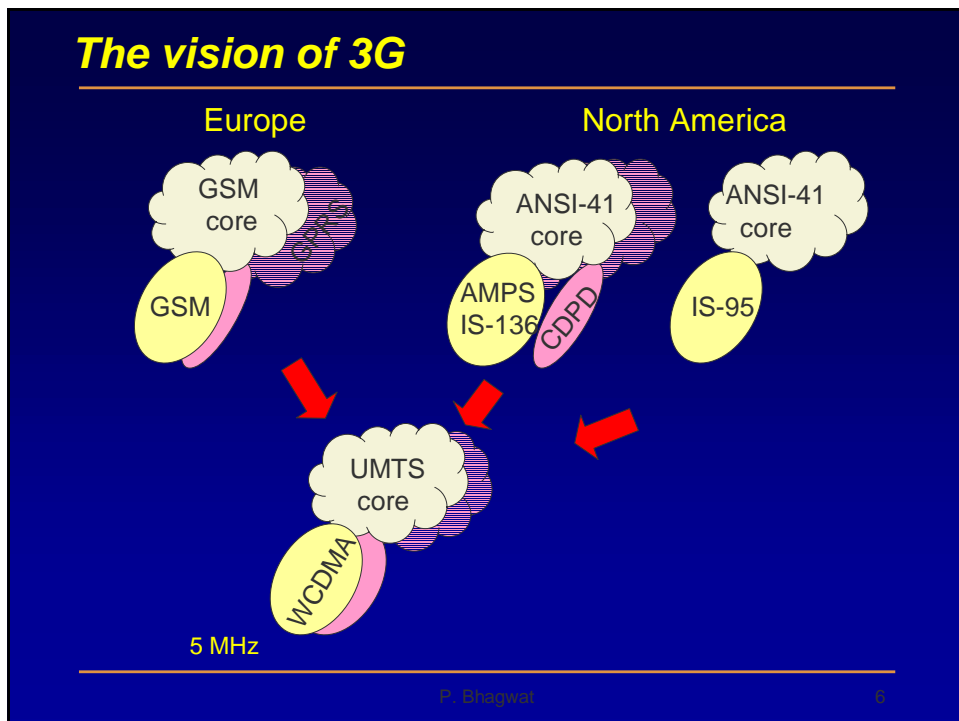 The vision of 3G
Europe
North America
GSM
core
GPRS
GSM
ANSI-41
core
AMPS
IS-136
CDPD
ANSI-41
core
IS-95
UMTS
core
WCDMA
5 MHz
P. Bhagwat
6